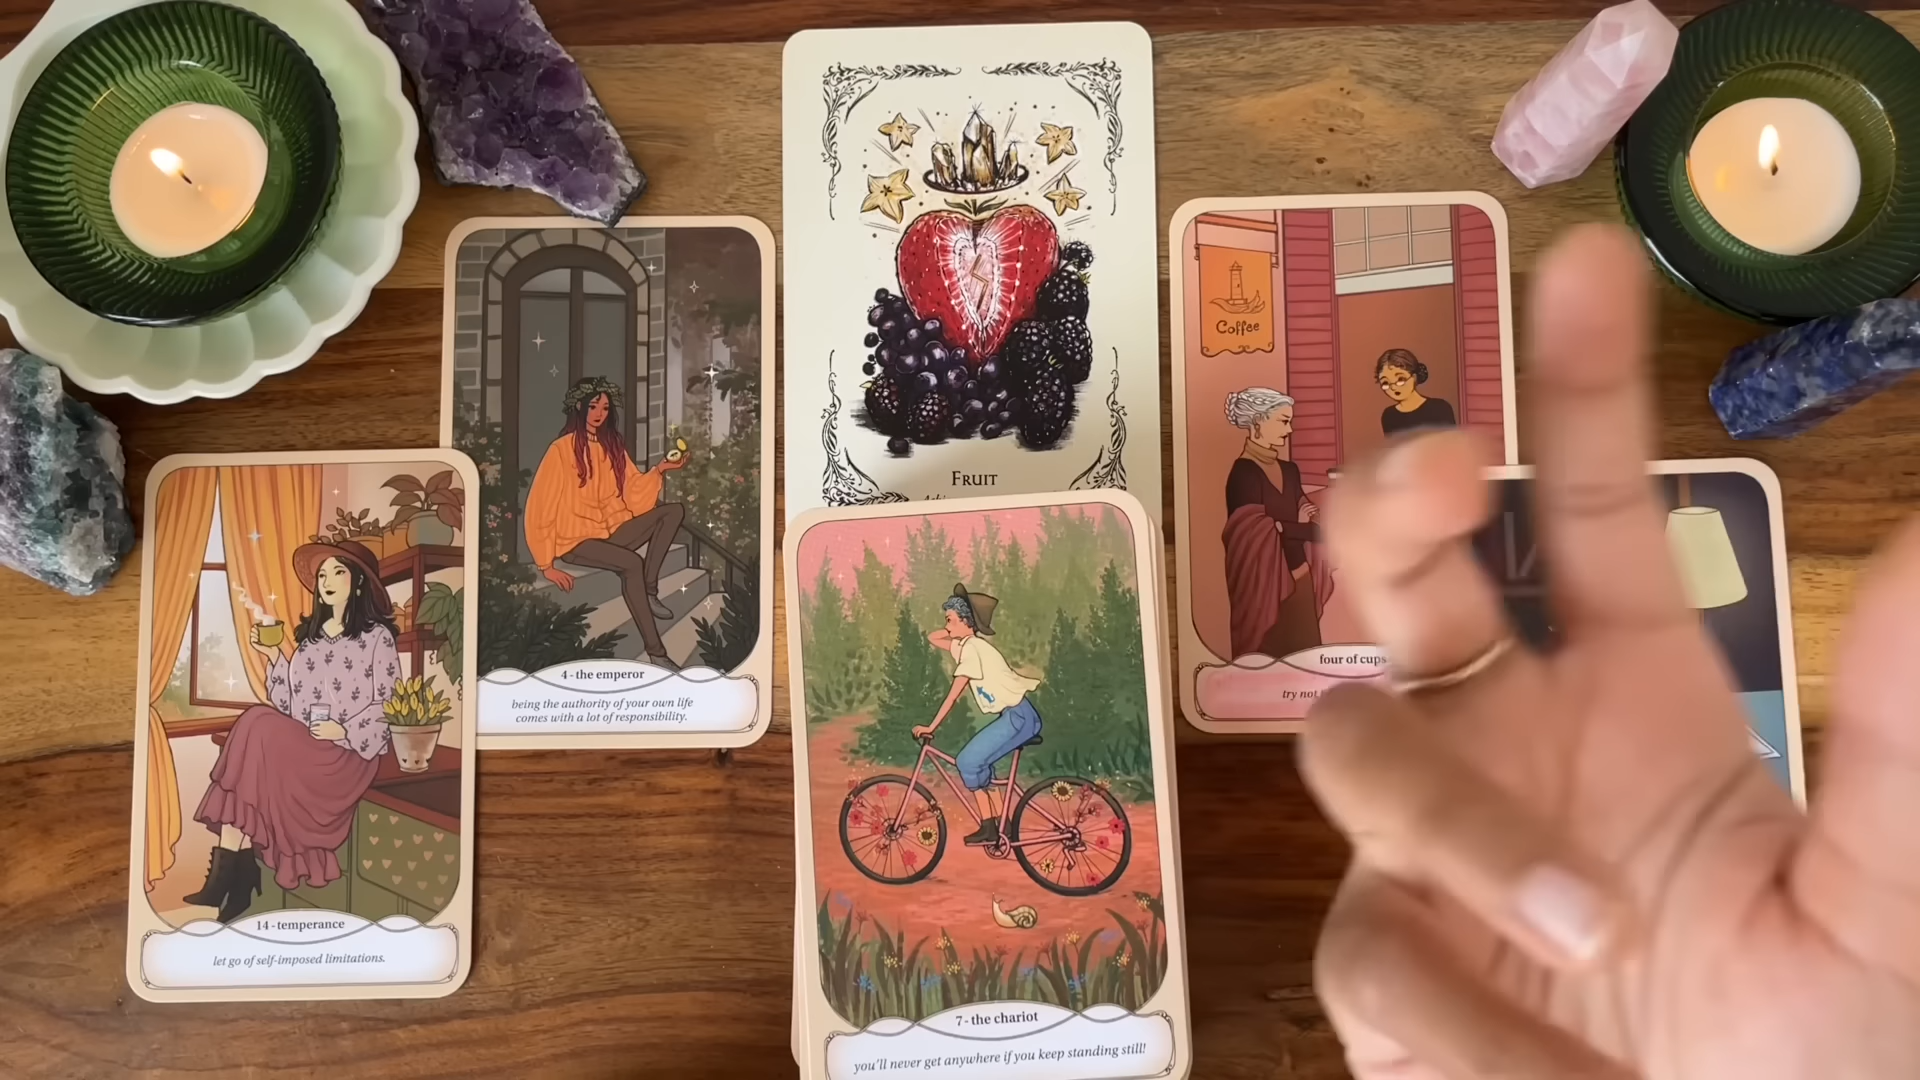 FRUIT
Coffee
4 - the emperor
being the authority of your own life
comes with a lot of responsibility.
four of cups
try not
14 - temperance
let go of self-imposed limitations.
7 - the chariot
you'll never get anywhere if you keep standing still!